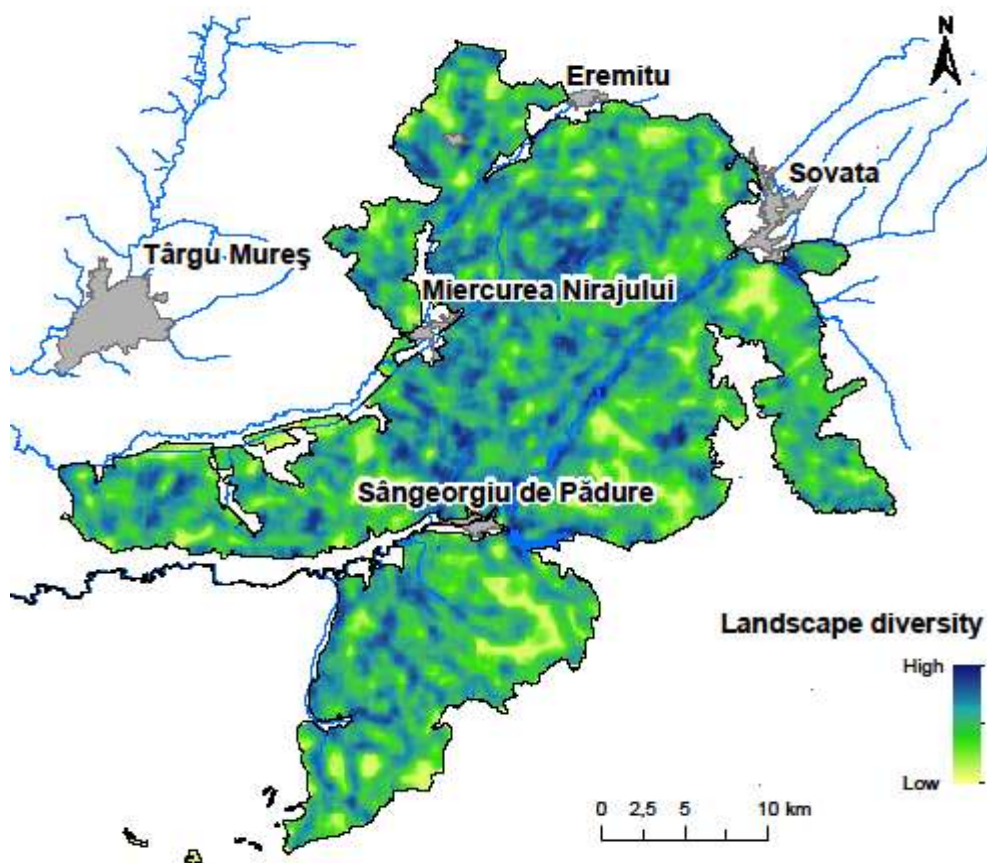 N
Eremitu
Sovata
Târgu Mureş
Miercurea Nirajului
Sângeorgiu de Pădure
Landscape diversity
High
Low
0 2,5 5 10 km